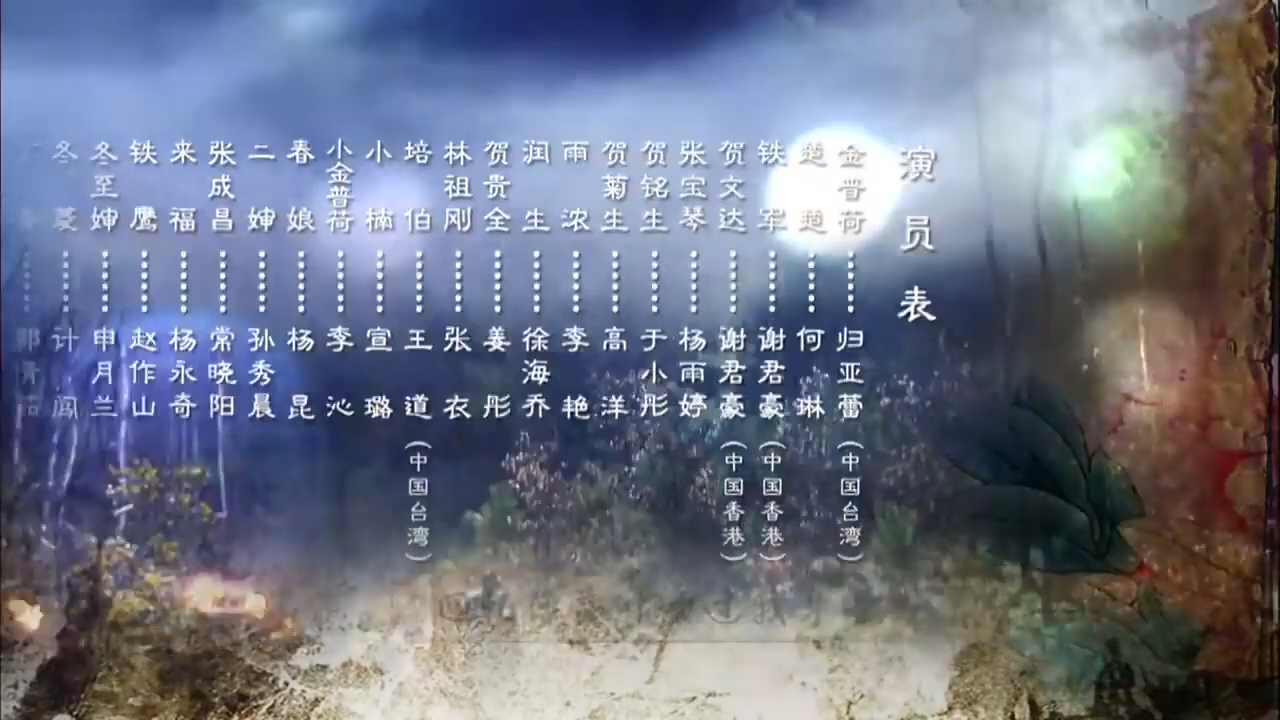 演员表
金普荷……归亚蕾（中国台湾）
楚楚……何琳
铁军……谢君豪（中国香港）
贺文达……谢君豪（中国香港）
张宝琴……杨雨婷
贺铭生……于小彤
贺菊生……高洋
雨浓……李艳
润生……徐海乔
贺贵全……姜彤
林祖刚……张衣
培伯……王道（中国台湾）
小楠……宣璐
小金普荷……李沁
春娘……杨昆
二婶……孙秀晨
张成昌……常晓阳
来福……杨永奇
铁鹰……赵作山
冬至婶……申月兰
冬菱……计闯